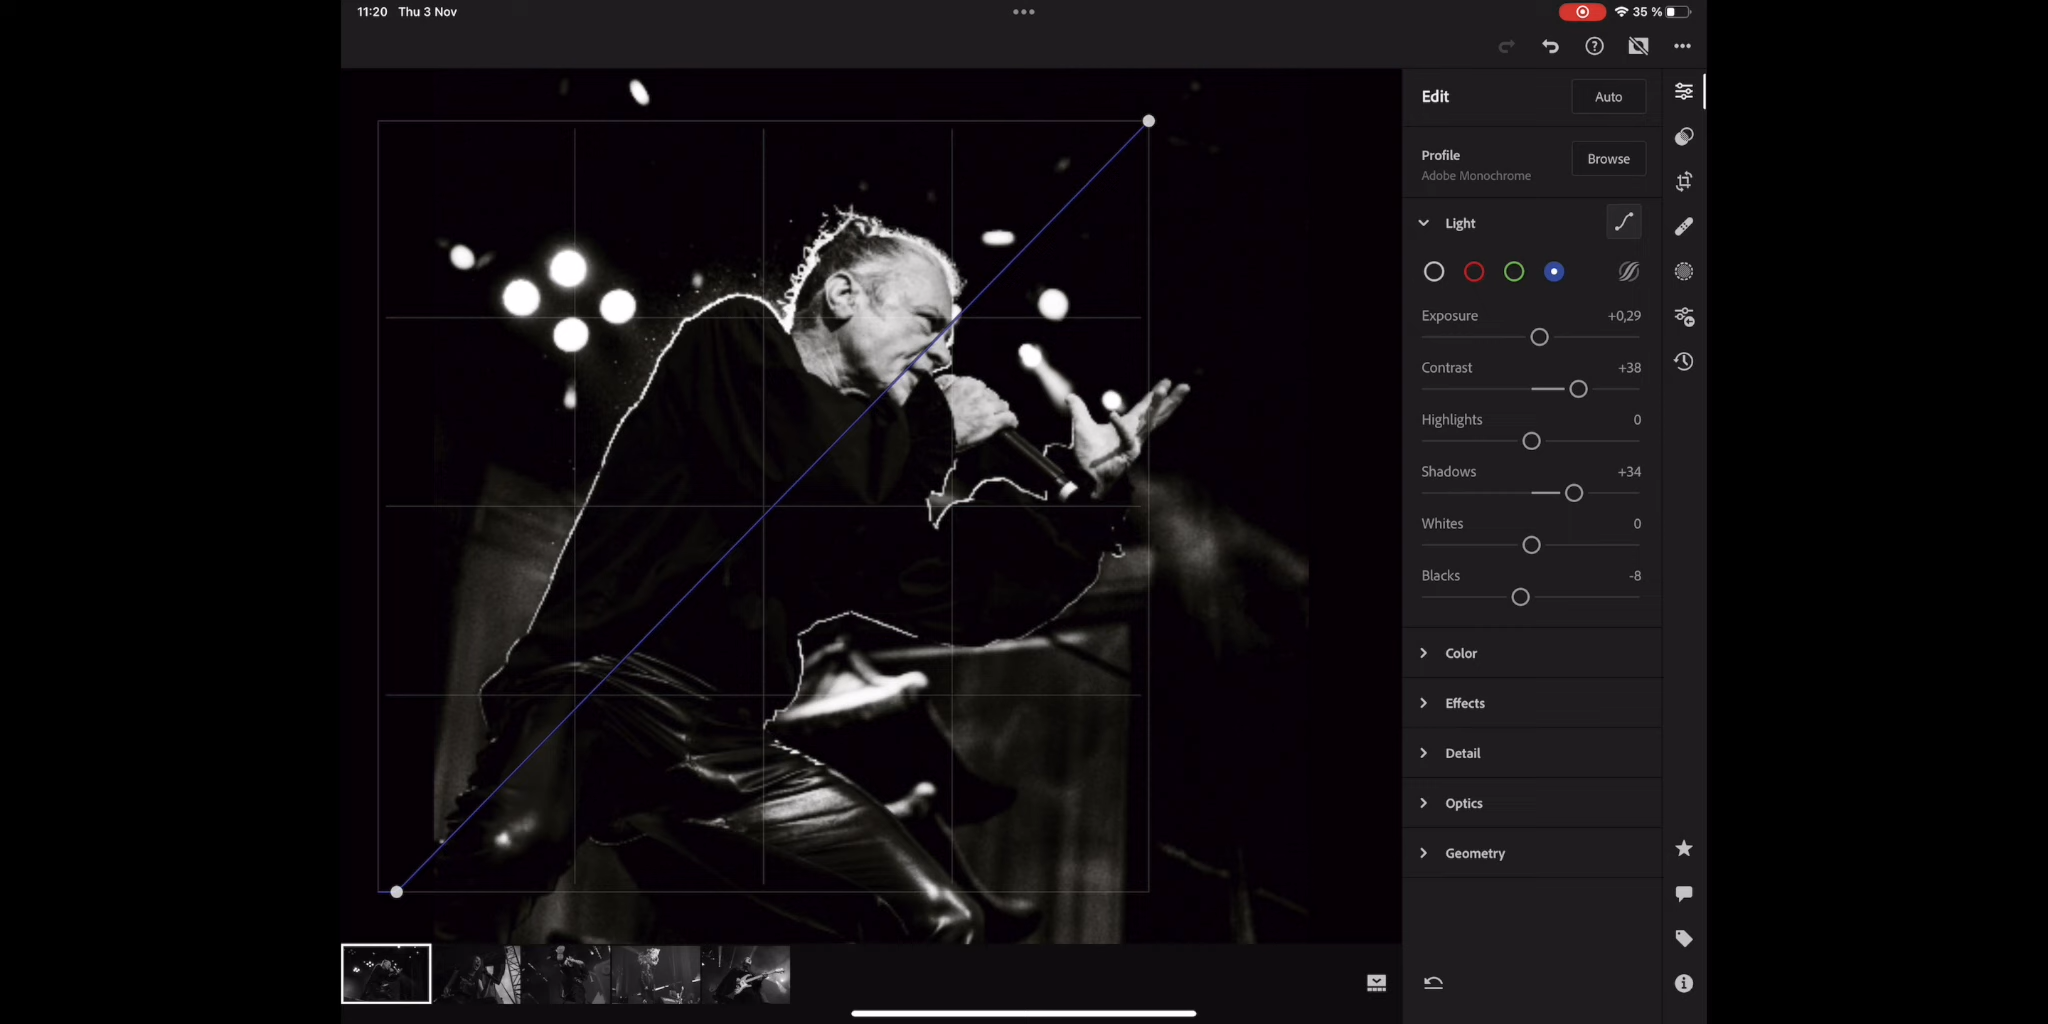 11:20 Thu 3 Nov
35 %
Edit
Auto
Profile
Adobe Monochrome
Browse
Light
Exposure +0,29
Contrast +38
Highlights 0
Shadows +34
Whites 0
Blacks -8
Color
Effects
Detail
Optics
Geometry